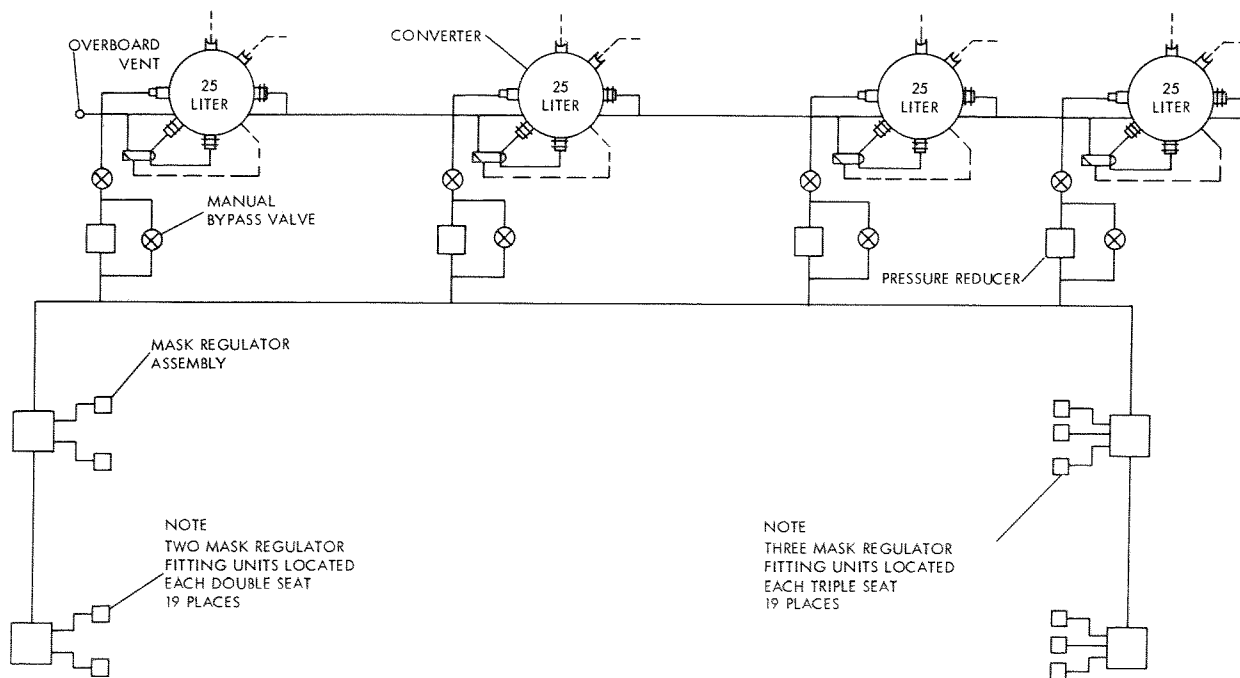 OVERBOARD
VENT
25
LITER
CONVERTER
25
LITER
25
LITER
25
LITER
MANUAL
BYPASS VALVE
PRESSURE REDUCER
MASK REGULATOR
ASSEMBLY
NOTE
TWO MASK REGULATOR
FITTING UNITS LOCATED
EACH DOUBLE SEAT
19 PLACES
NOTE
THREE MASK REGULATOR
FITTING UNITS LOCATED
EACH TRIPLE SEAT
19 PLACES